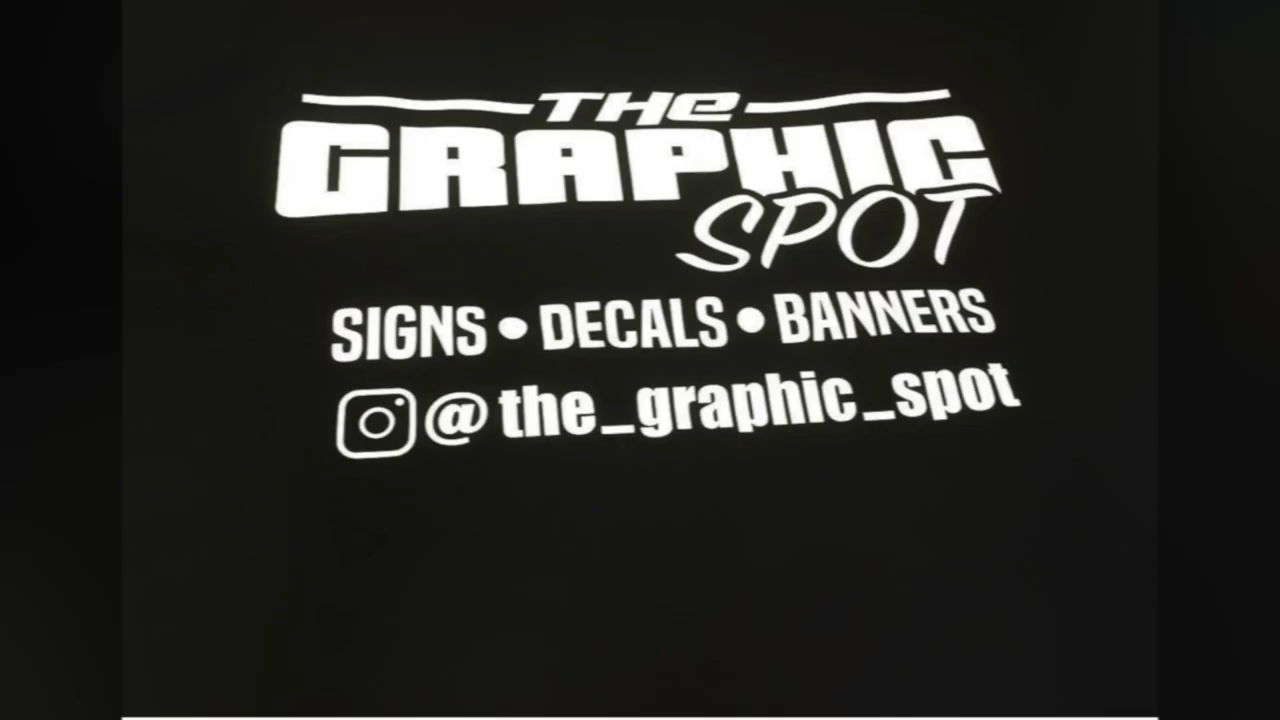 THe
GRAPHIC
SPOT
SIGNS • DECALS • BANNERS
@the_graphic_spot